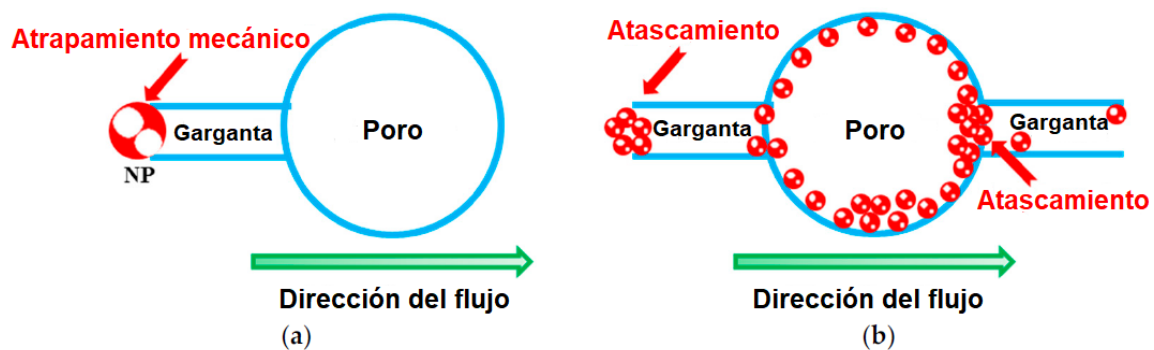 Atrapamiento mecánico
Garganta
Poro
NP
Dirección del flujo
(a)
Atascamiento
Garganta
Poro
Garganta
Atascamiento
Dirección del flujo
(b)